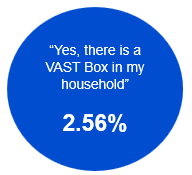 “Yes, there is a
VAST Box in my
household”
2.56%